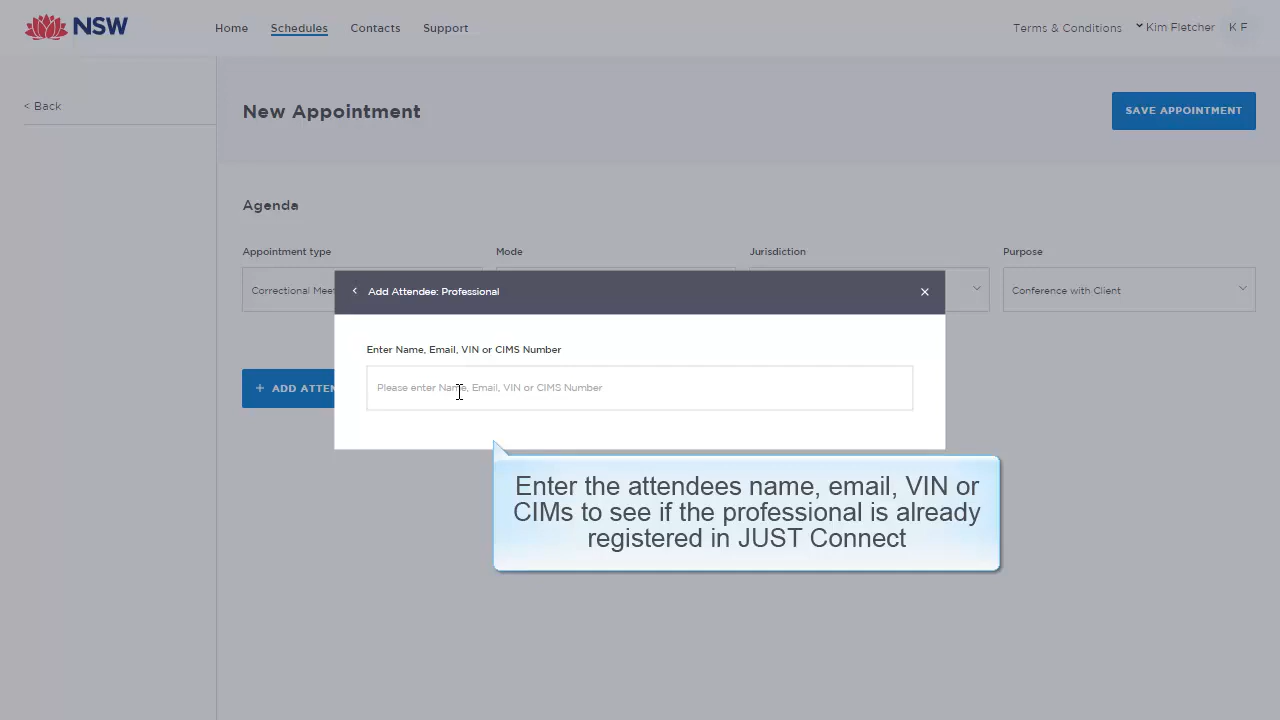 NSW
Home Schedules Contacts Support Terms & Conditions Kim Fletcher K F
< Back
New Appointment
SAVE APPOINTMENT
Agenda
Appointment type Mode Jurisdiction Purpose
Correctional Meet Conference with Client
< Add Attendee: Professional ×
Enter Name, Email, VIN or CIMS Number
+ ADD ATTEN
Please enter Name, Email, VIN or CIMS Number
Enter the attendees name, email, VIN or
CIMs to see if the professional is already
registered in JUST Connect